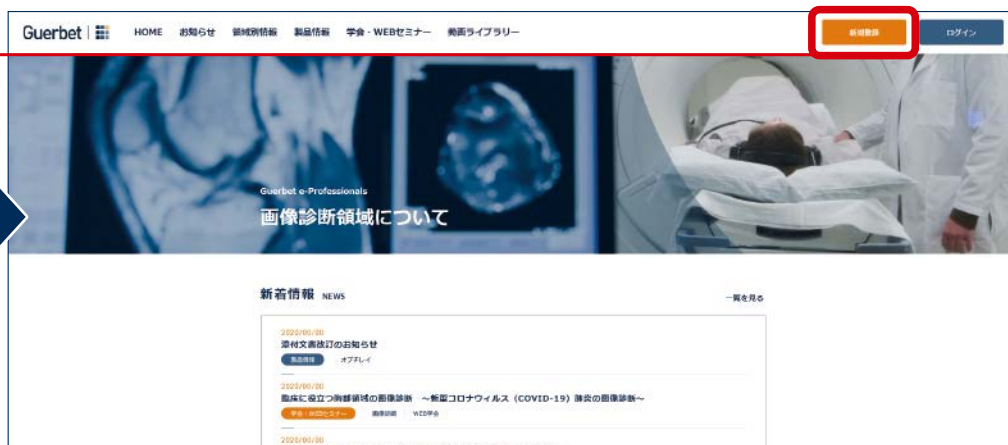 Guerbet
HOME お知らせ 領域別情報 製品情報 学会・WEBセミナー 動画ライブラリー
新規登録 ログイン
Guerbet e-Professionals
画像診断領域について
新着情報 NEWS
一覧を見る
2020/00/00
添付文書改訂のお知らせ
製品情報 オプチレイ
2020/00/00
臨床に役立つ胸部領域の画像診断 ～新型コロナウィルス（COVID-19）肺炎の画像診断～
学会・WEBセミナー 画像診断 WEB学会
2020/00/00